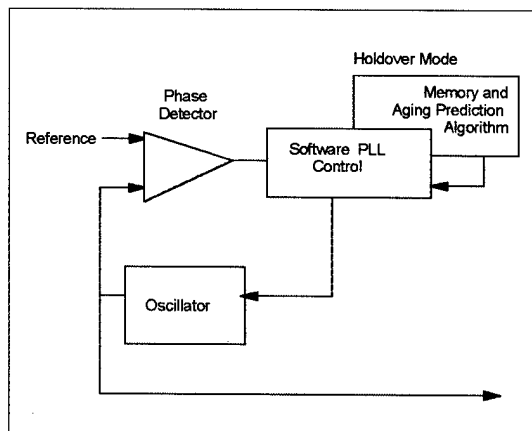 Holdover Mode
Phase
Detector
Memory and
Aging Prediction
Algorithm
Reference
Software PLL
Control
Oscillator